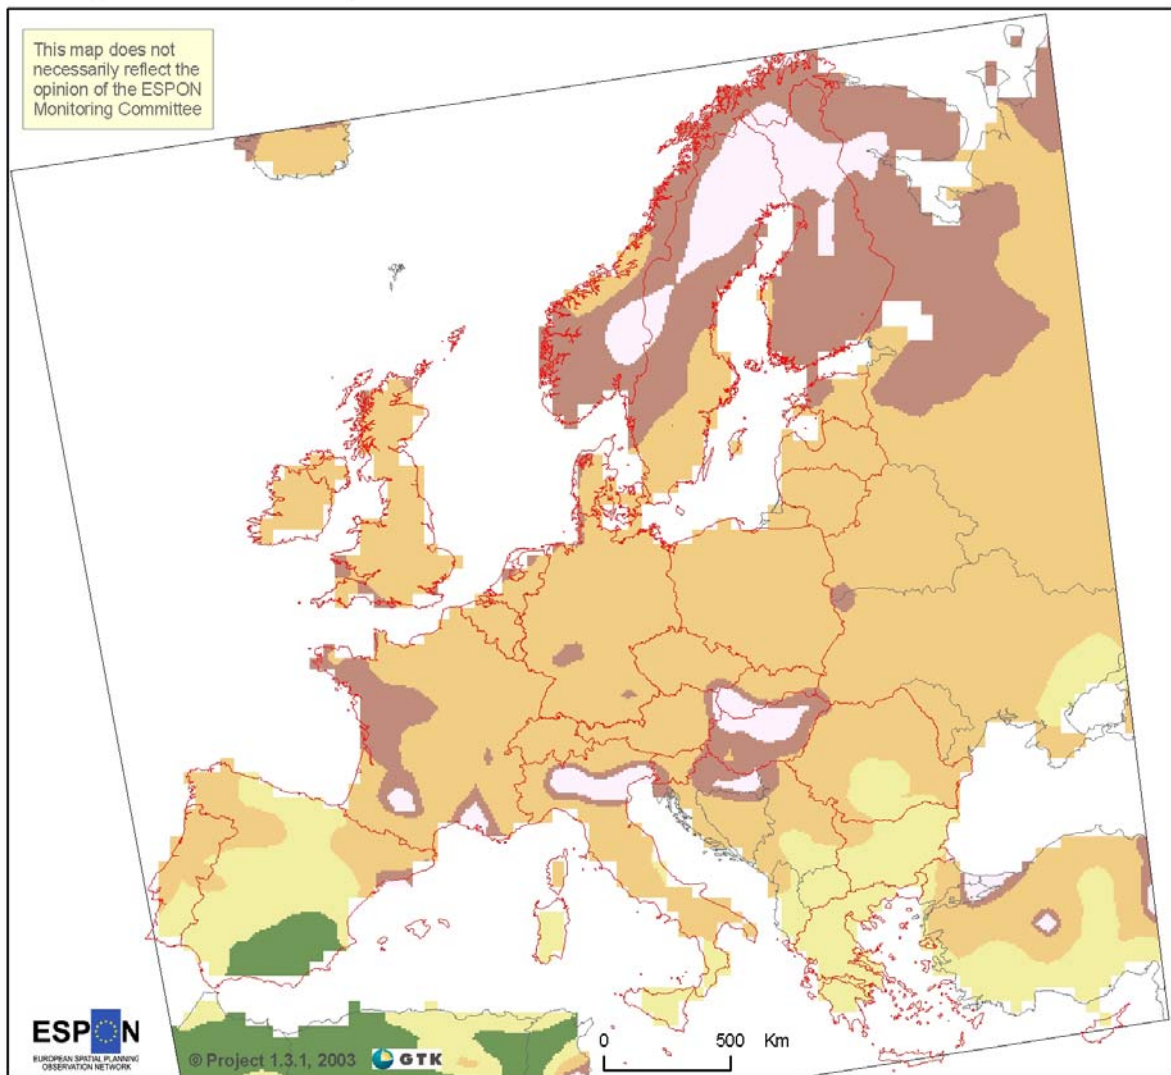 This map does not
necessarily reflect the
opinion of the ESPON
Monitoring Committee
ESPON
EUROPEAN SPATIAL PLANNING
OBSERVATION NETWORK
© Project 1.3.1, 2003
GTK
0 500 Km